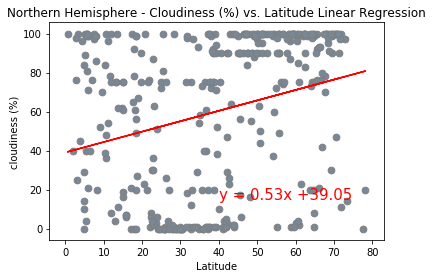 Northern Hemisphere - Cloudiness (%) vs. Latitude Linear Regression
100
80
60
40
20
0
cloudiness (%)
y = 0.53x +39.05
0 10 20 30 40 50 60 70 80
Latitude